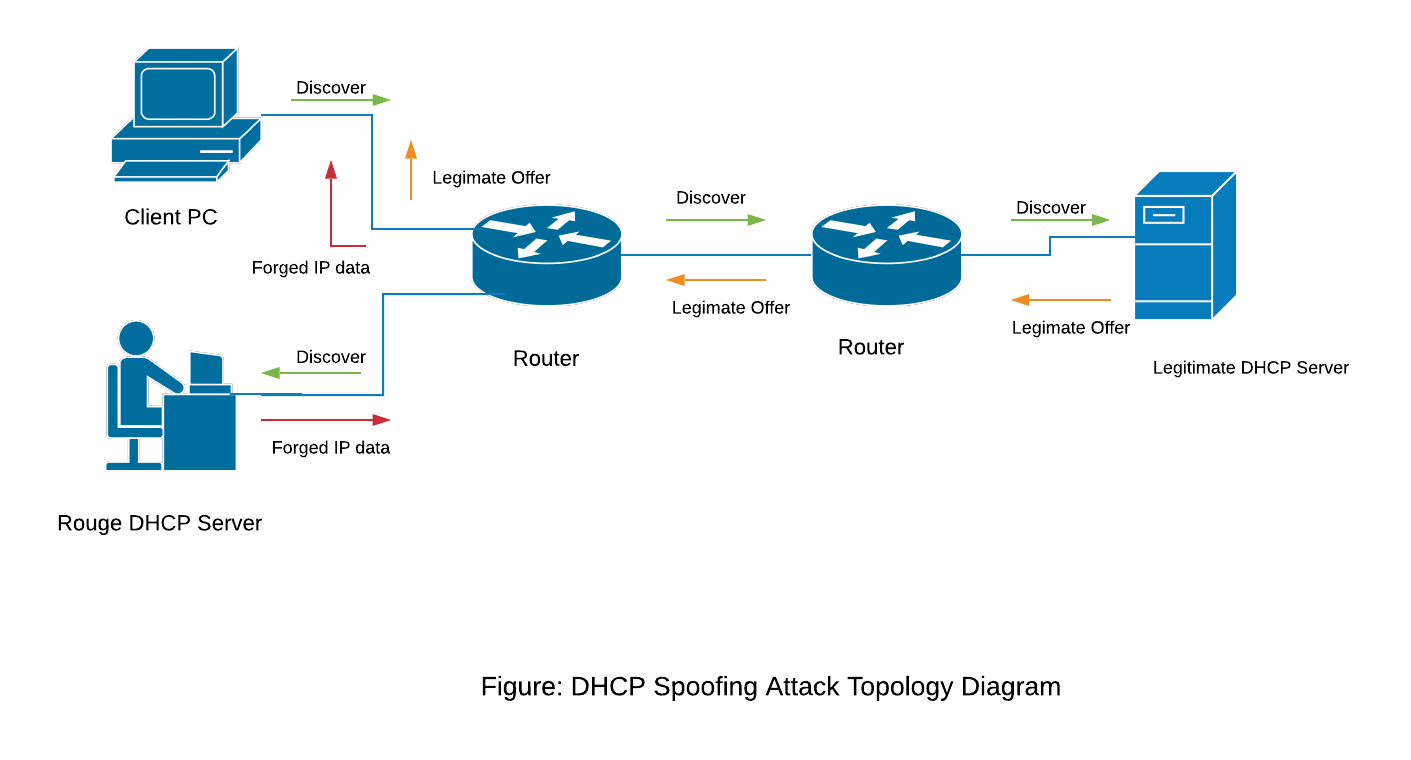 Discover
Legimate Offer
Discover
Discover
Client PC
Forged IP data
Legimate Offer
Legimate Offer
Router
Router
Discover
Legitimate DHCP Server
Forged IP data
Rouge DHCP Server
Figure: DHCP Spoofing Attack Topology Diagram